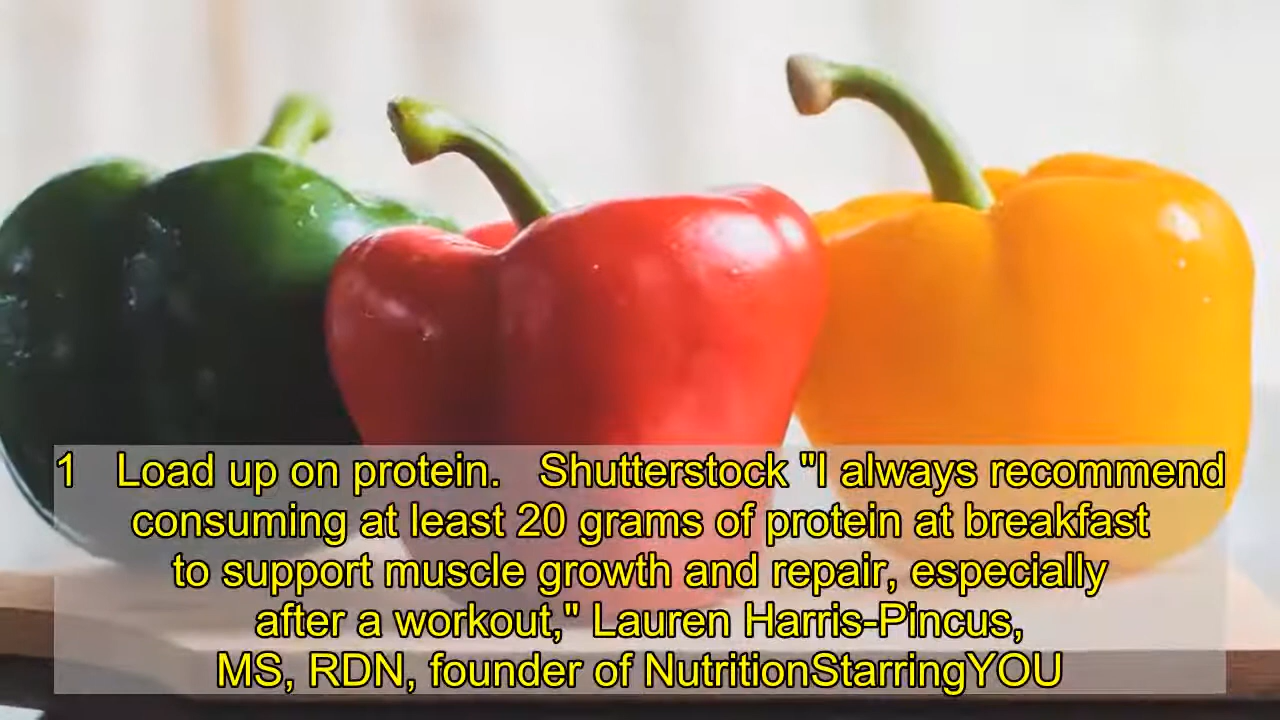 1   Load up on protein.   Shutterstock "I always recommend
consuming at least 20 grams of protein at breakfast
to support muscle growth and repair, especially
after a workout," Lauren Harris-Pincus,
MS, RDN, founder of NutritionStarringYOU